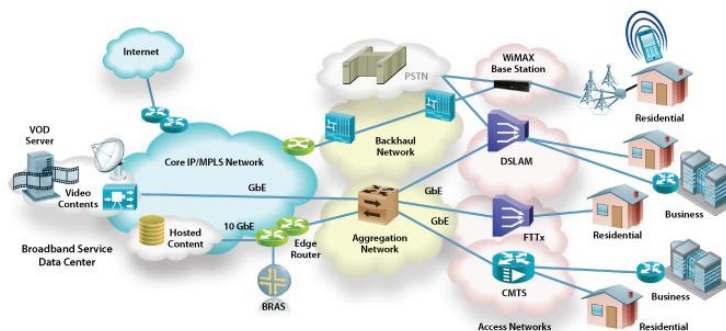 Internet
PSTN
WiMAX
Base Station
VOD
Server
Core IP/MPLS Network
Backhaul
Network
Residential
Video
Contents
GbE
DSLAM
GbE
GbE
Business
Hosted
Content
10 GbE
Edge
Router
Aggregation
Network
FTTx
Residential
Broadband Service
Data Center
BRAS
CMTS
Business
Access Networks
Residential